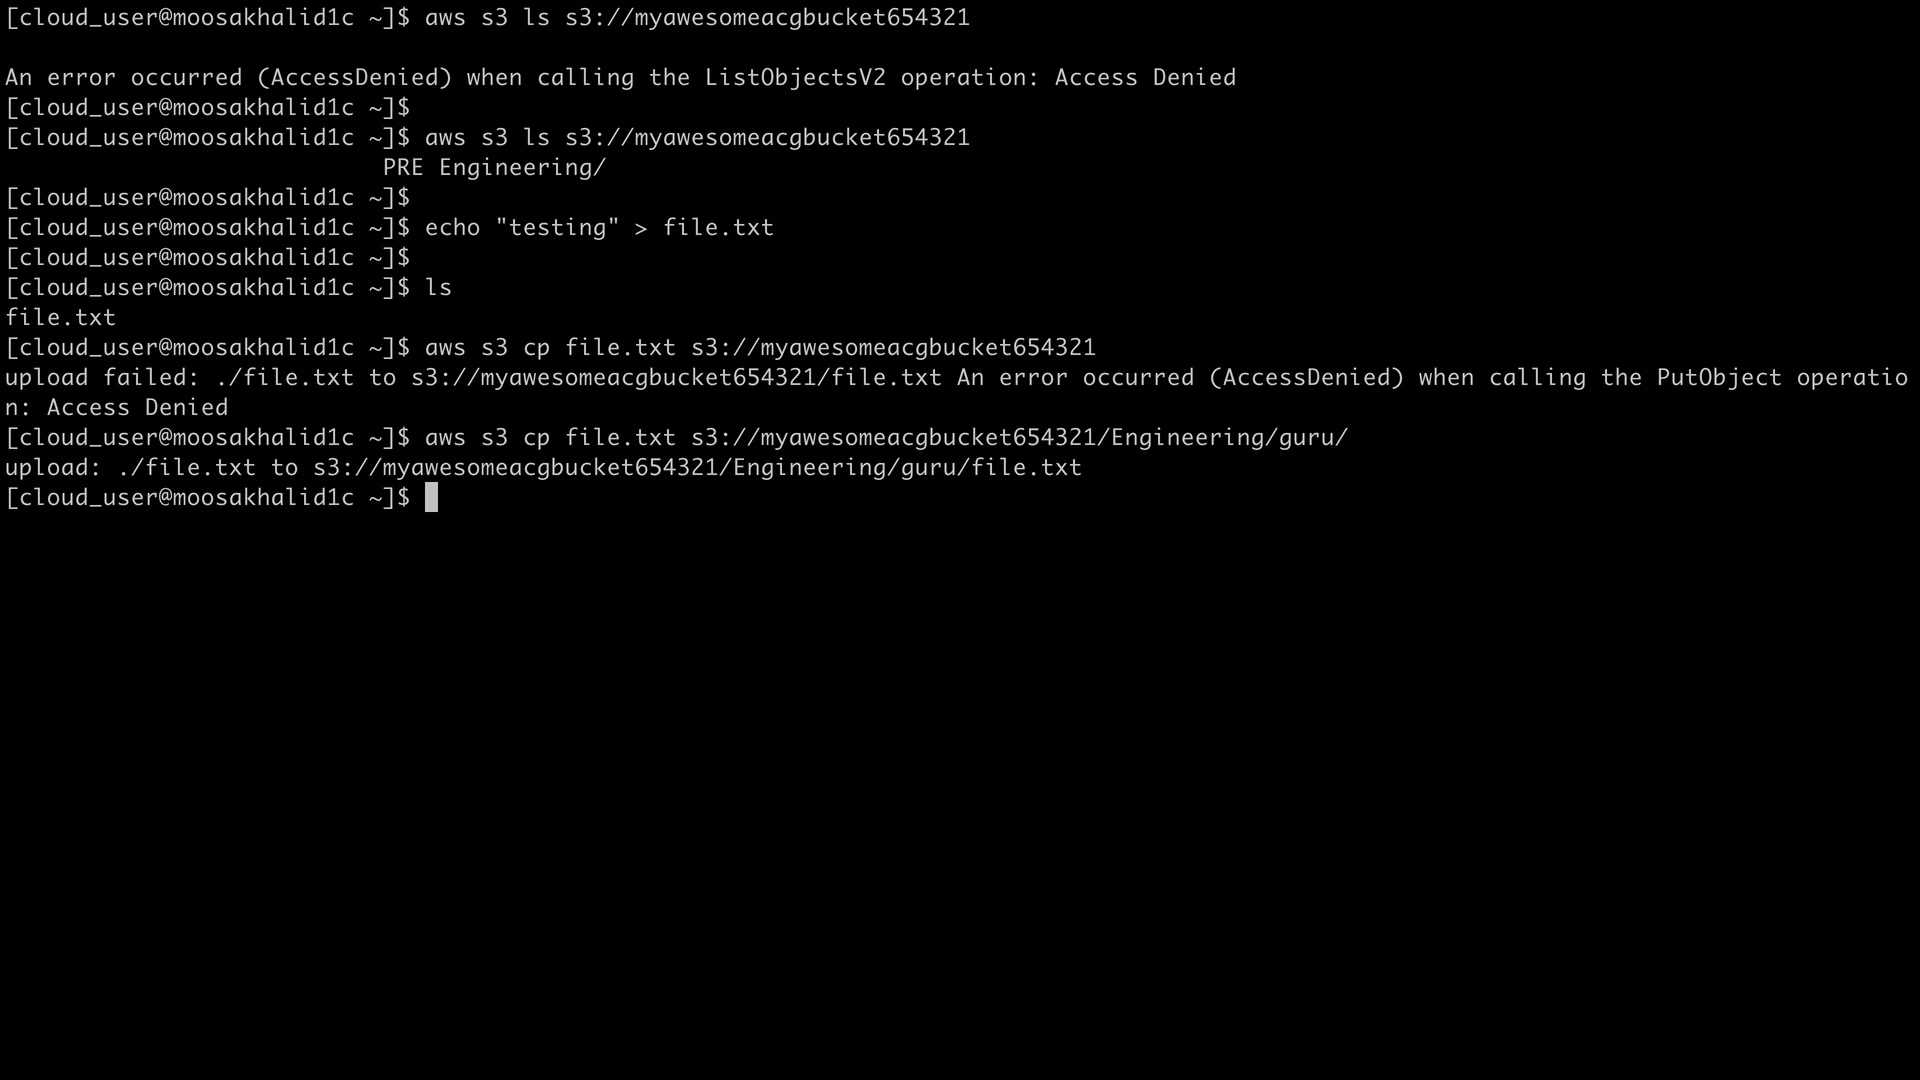 [cloud_user@moosakhalid1c ~]$ aws s3 ls s3://myawesomeacgbucket654321
An error occurred (AccessDenied) when calling the ListObjectsV2 operation: Access Denied
[cloud_user@moosakhalid1c ~]$
[cloud_user@moosakhalid1c ~]$ aws s3 ls s3://myawesomeacgbucket654321
PRE Engineering/
[cloud_user@moosakhalid1c ~]$
[cloud_user@moosakhalid1c ~]$ echo "testing" > file.txt
[cloud_user@moosakhalid1c ~]$
[cloud_user@moosakhalid1c ~]$ ls
file.txt
[cloud_user@moosakhalid1c ~]$ aws s3 cp file.txt s3://myawesomeacgbucket654321
upload failed: ./file.txt to s3://myawesomeacgbucket654321/file.txt An error occurred (AccessDenied) when calling the PutObject operatio
n: Access Denied
[cloud_user@moosakhalid1c ~]$ aws s3 cp file.txt s3://myawesomeacgbucket654321/Engineering/guru/
upload: ./file.txt to s3://myawesomeacgbucket654321/Engineering/guru/file.txt
[cloud_user@moosakhalid1c ~]$